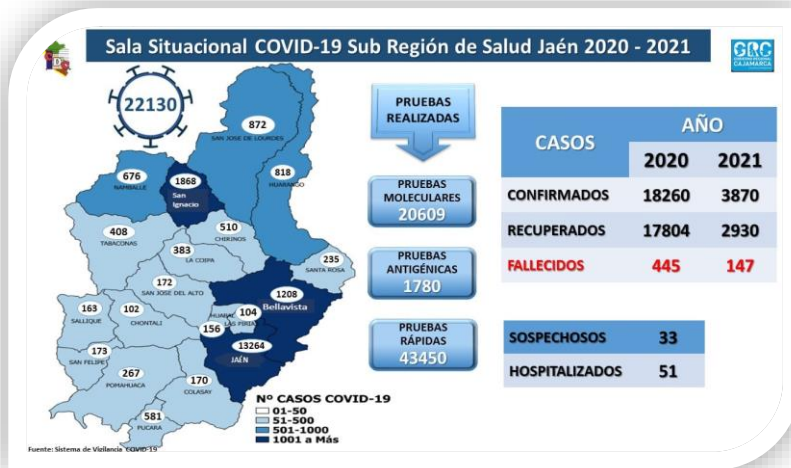 Sala Situacional COVID-19 Sub Región de Salud Jaén 2020 - 2021
GRC
GOBIERNO REGIONAL
CAJAMARCA
22130
872
SAN JOSE DE LOURDES
818
HUARANGO
676
NAMBALLE
1868
San
Ignacio
408
TABACONAS
510
CHIRINOS
383
LA COIPA
235
SANTA ROSA
172
SAN JOSE DEL ALTO
1208
Bellavista
163
SALLIQUE
102
CHONTALI
104
LAS PIRIAS
156
13264
JAÉN
173
SAN FELIPE
267
POMAHUACA
170
COLASAY
581
PUCARA
Nº CASOS COVID-19
01-50
51-500
501-1000
1001 a Más
Fuente: Sistema de Vigilancia COVID-19
PRUEBAS
REALIZADAS
PRUEBAS
MOLECULARES
20609
PRUEBAS
ANTIGÉNICAS
1780
PRUEBAS
RÁPIDAS
43450
CASOS AÑO
2020 2021
CONFIRMADOS 18260 3870
RECUPERADOS 17804 2930
FALLECIDOS 445 147
SOSPECHOSOS 33
HOSPITALIZADOS 51